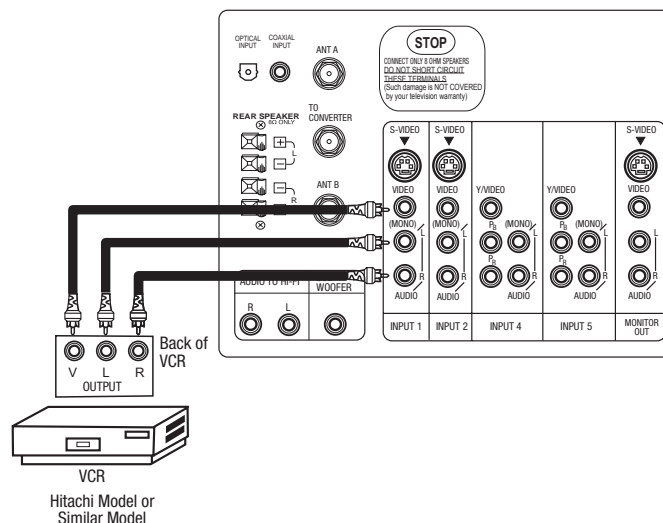 OPTICAL
INPUT
COAXIAL
INPUT
ANT A
STOP
CONNECT ONLY 8 OHM SPEAKERS
DO NOT SHORT CIRCUIT
THESE TERMINALS
(Such damage is NOT COVERED
by your television warranty)
REAR SPEAKER
8Ω ONLY
+
-
L
-
R
TO
CONVERTER
ANT B
S-VIDEO
S-VIDEO
S-VIDEO
VIDEO
VIDEO
Y/VIDEO
Y/VIDEO
VIDEO
(MONO)
L
(MONO)
L
PB
(MONO)
L
PB
(MONO)
L
L
PR
PR
R
R
R
R
R
AUDIO
AUDIO
AUDIO
AUDIO
AUDIO
AUDIO TO HI-FI
WOOFER
R
L
INPUT 1
INPUT 2
INPUT 4
INPUT 5
MONITOR
OUT
V
L
R
OUTPUT
Back of
VCR
VCR
Hitachi Model or
Similar Model